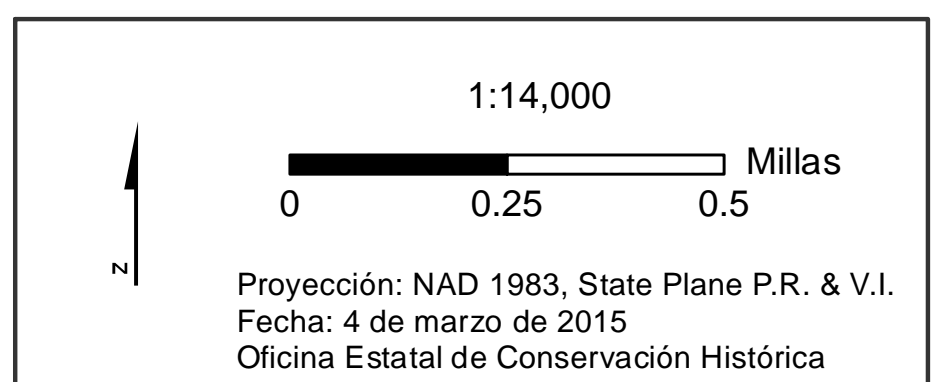 1:14,000
Millas
0 0.25 0.5
N
Proyección: NAD 1983, State Plane P.R. & V.I.
Fecha: 4 de marzo de 2015
Oficina Estatal de Conservación Histórica